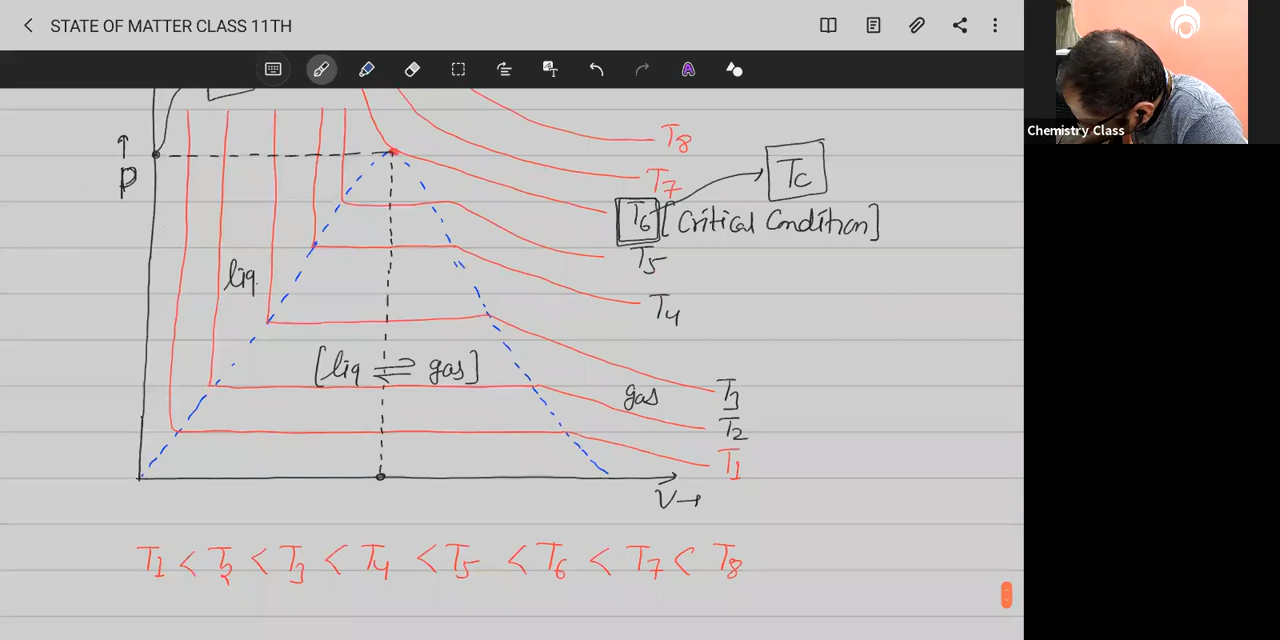 STATE OF MATTER CLASS 11TH
Chemistry Class
T8
P
T7
Tc
T6 [Critical Condition]
T5
liq.
T4
[liq ⇌ gas]
gas
T3
T2
T1
V→
T1 < T2 < T3 < T4 < T5 < T6 < T7 < T8